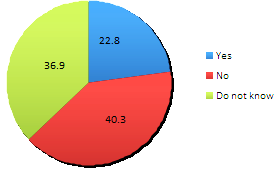 22.8
36.9
40.3
Yes
No
Do not know